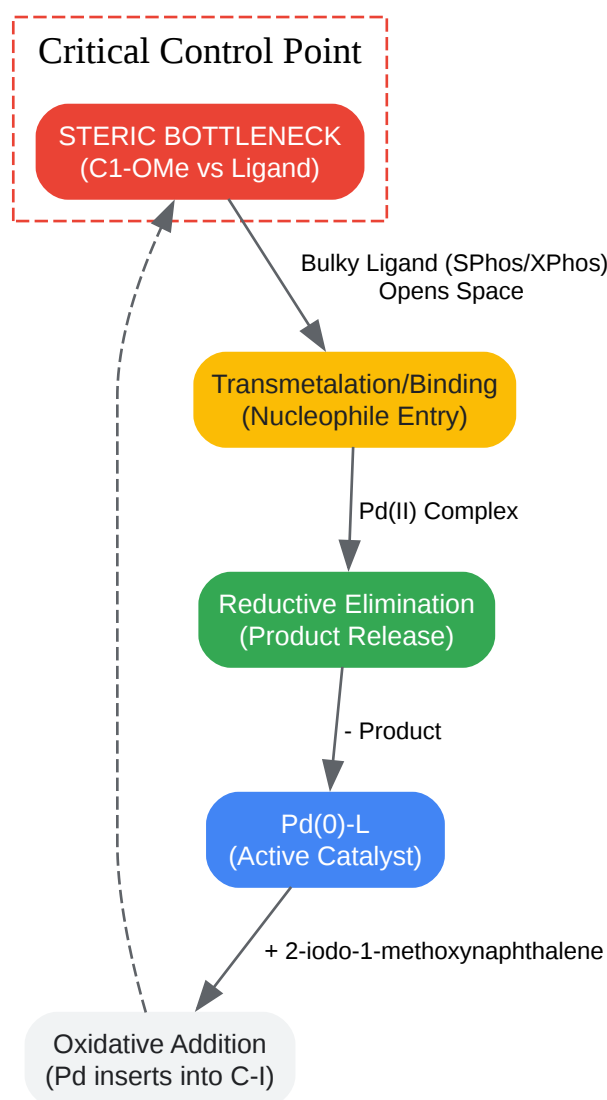 Critical Control Point
STERIC BOTTLENECK
(C1-OMe vs Ligand)
Bulky Ligand (SPhos/XPhos)
Opens Space
Transmetalation/Binding
(Nucleophile Entry)
Pd(II) Complex
Reductive Elimination
(Product Release)
- Product
Pd(0)-L
(Active Catalyst)
+ 2-iodo-1-methoxynaphthalene
Oxidative Addition
(Pd inserts into C-I)